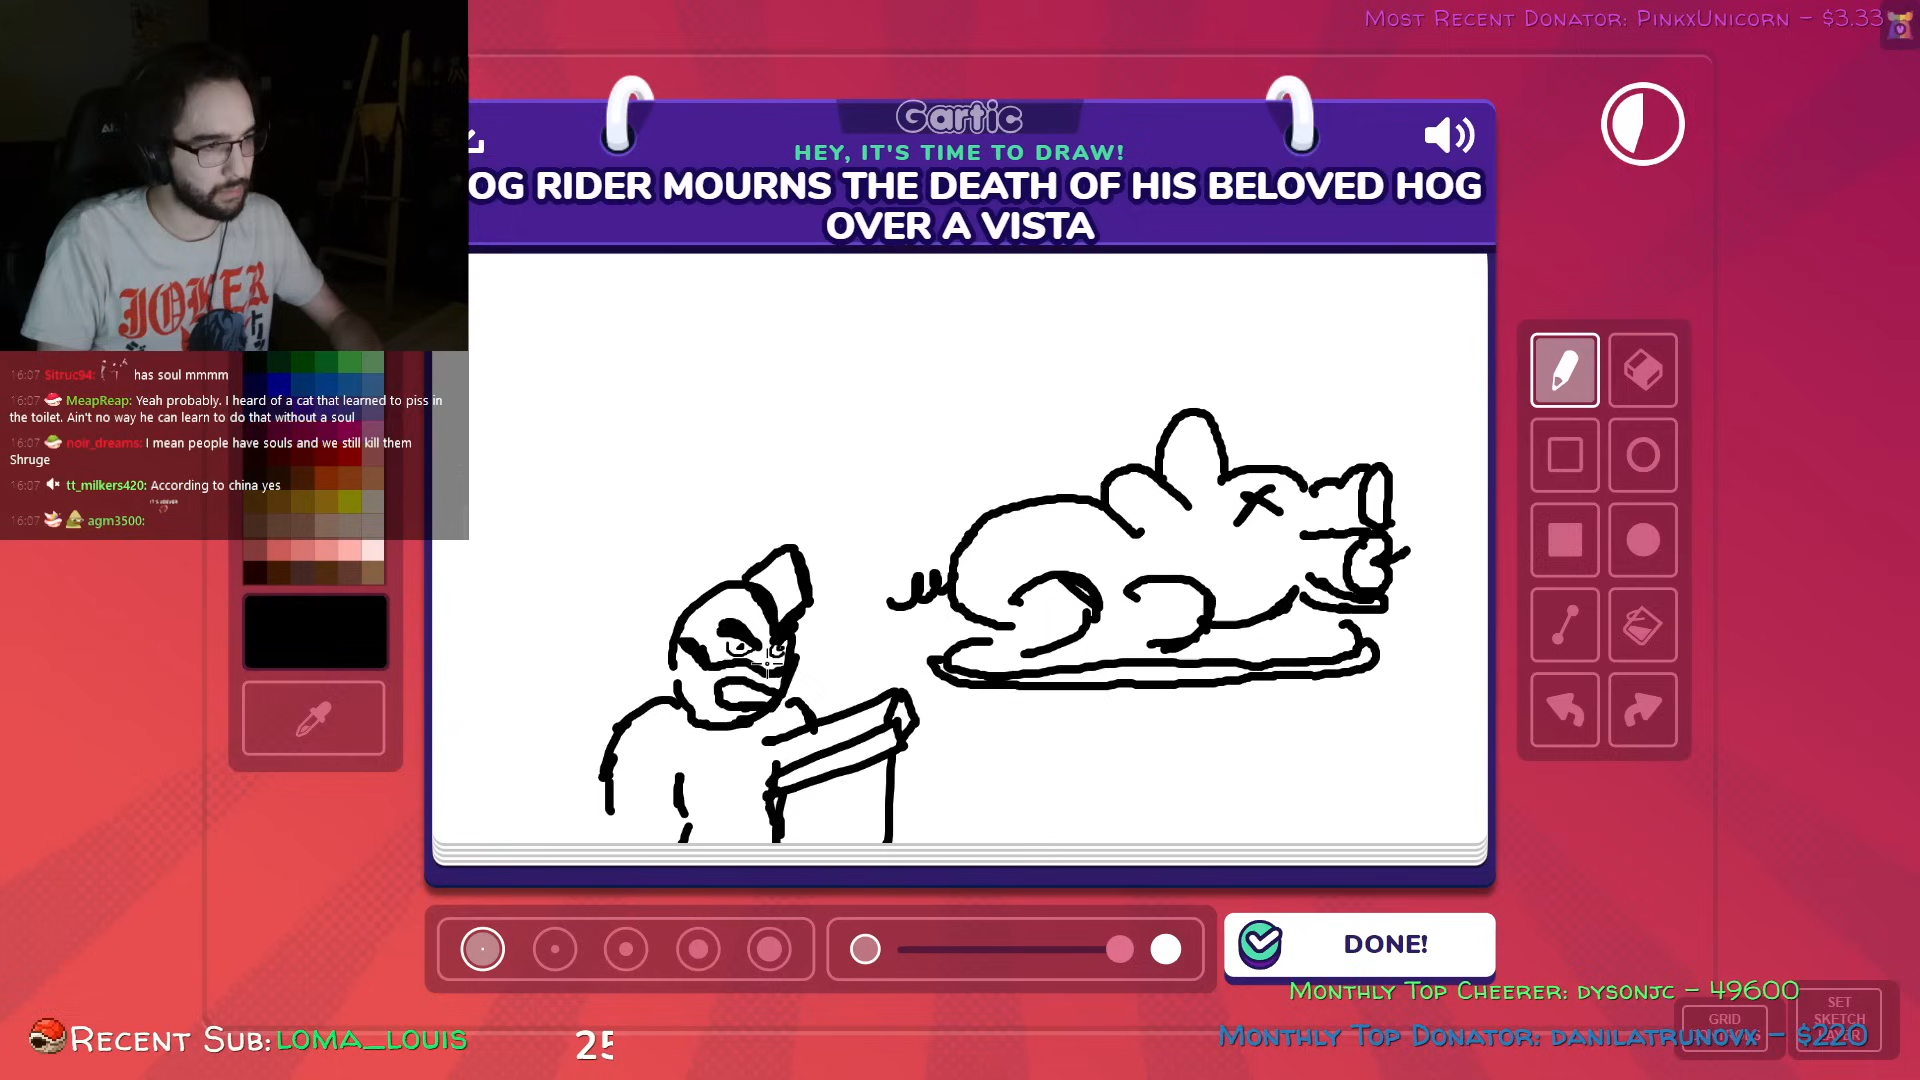 MOST RECENT DONATOR: PINKXUNICORN - $3.33
Gartic
HEY, IT'S TIME TO DRAW!
OG RIDER MOURNS THE DEATH OF HIS BELOVED HOG
OVER A VISTA
JOKER
16:07 Sitruc94: has soul mmmm
16:07 MeapReap: Yeah probably. I heard of a cat that learned to piss in
the toilet. Ain't no way he can learn to do that without a soul
16:07 noir_dreams: I mean people have souls and we still kill them
Shruge
16:07 tt_milkers420: According to china yes
16:07 agm3500:
DONE!
MONTHLY TOP CHEERER: DYSONJC - 49600
SET
SKETCH
GRID
MONTHLY TOP DONATOR: DANILATRUNOVX - $220
RECENT SUB: LOMA_LOUIS
25